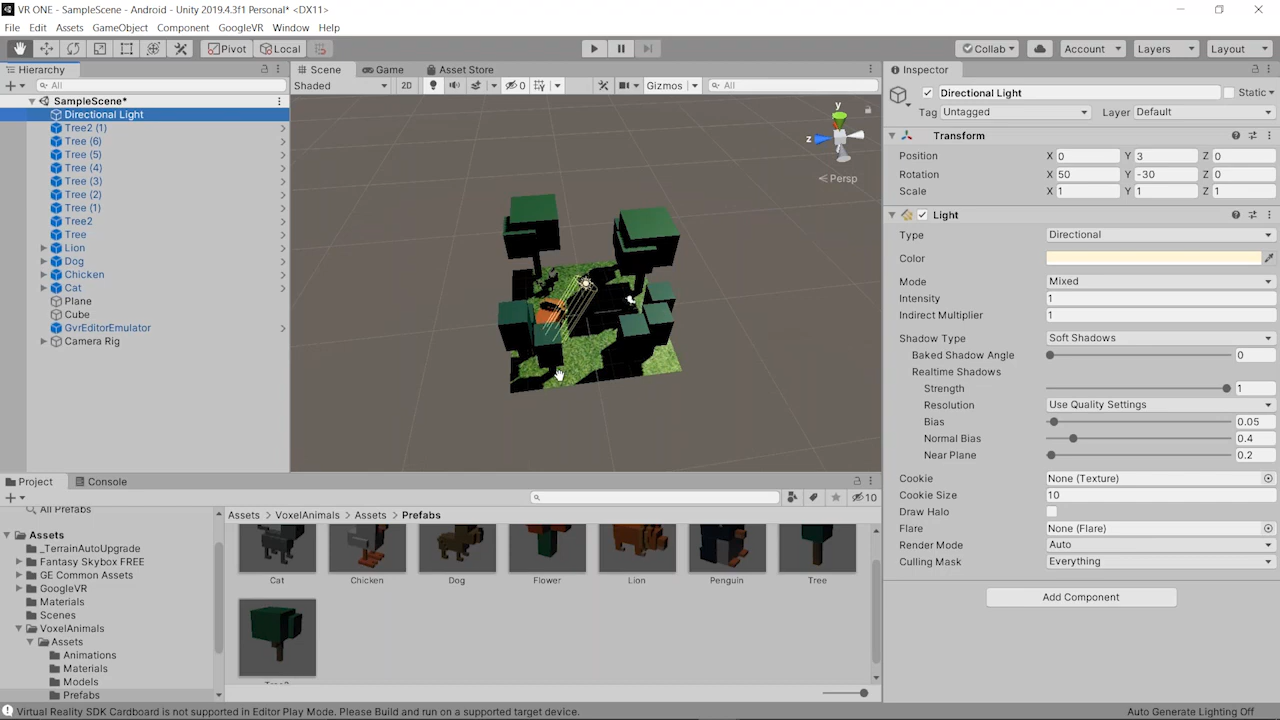 VR ONE - SampleScene - Android - Unity 2019.4.3f1 Personal* <DX11>
File Edit Assets GameObject Component GoogleVR Window Help
Pivot Local Collab Account Layers Layout
Hierarchy
All
SampleScene*
Directional Light
Tree2 (1)
Tree (6)
Tree (5)
Tree (4)
Tree (3)
Tree (2)
Tree (1)
Tree2
Tree
Lion
Dog
Chicken
Cat
Plane
Cube
GvrEditorEmulator
Camera Rig
Scene Game Asset Store
Shaded 2D 0 Gizmos All
y
z
Persp
Inspector
Directional Light Static
Tag Untagged Layer Default
Transform
Position X 0 Y 3 Z 0
Rotation X 50 Y -30 Z 0
Scale X 1 Y 1 Z 1
Light
Type Directional
Color
Mode Mixed
Intensity 1
Indirect Multiplier 1
Shadow Type Soft Shadows
Baked Shadow Angle 0
Realtime Shadows
Strength 1
Resolution Use Quality Settings
Bias 0.05
Normal Bias 0.4
Near Plane 0.2
Cookie None (Texture)
Cookie Size 10
Draw Halo
Flare None (Flare)
Render Mode Auto
Culling Mask Everything
Add Component
Project Console
10
All Prefabs
Assets
_TerrainAutoUpgrade
Fantasy Skybox FREE
GE Common Assets
GoogleVR
Materials
Scenes
VoxelAnimals
Assets
Animations
Materials
Models
Prefabs
Assets > VoxelAnimals > Assets > Prefabs
Cat Chicken Dog Flower Lion Penguin Tree
Virtual Reality SDK Cardboard is not supported in Editor Play Mode. Please Build and run on a supported target device.
Auto Generate Lighting Off